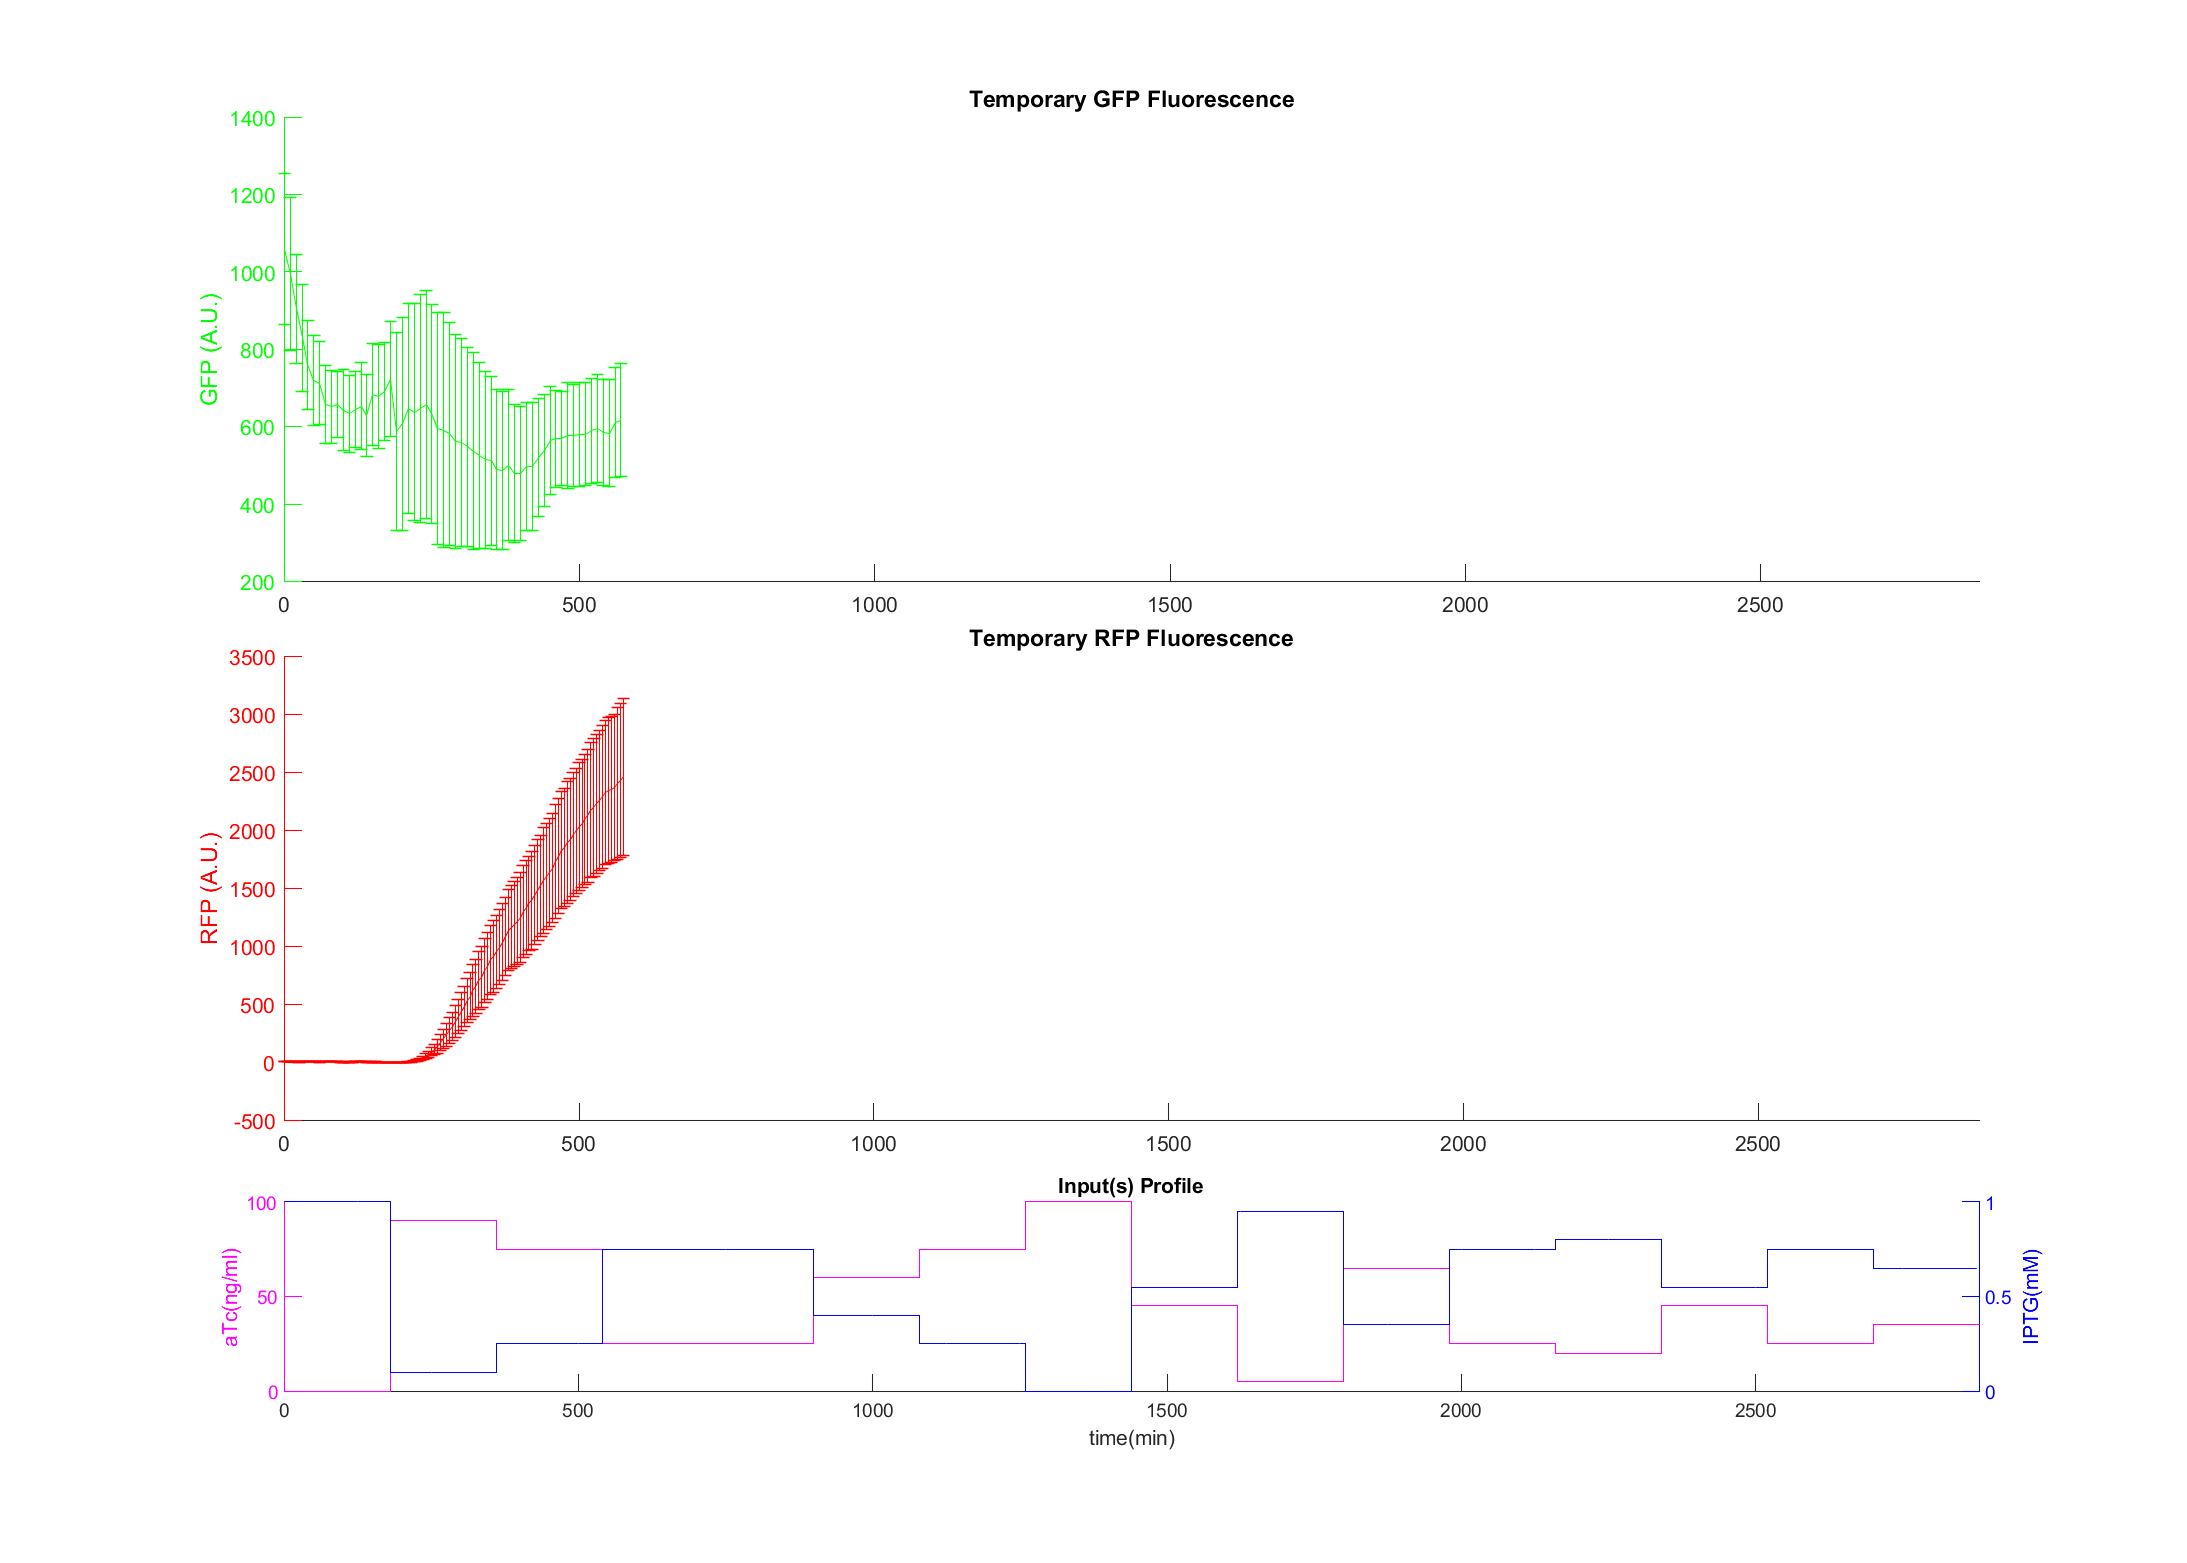 Temporary GFP Fluorescence
1400
1200
1000
800
600
400
200
GFP (A.U.)
0 500 1000 1500 2000 2500
Temporary RFP Fluorescence
3500
3000
2500
2000
1500
1000
500
0
-500
RFP (A.U.)
0 500 1000 1500 2000 2500
Input(s) Profile
100
50
0
aTc(ng/ml)
1
0.5
0
IPTG(mM)
0 500 1000 1500 2000 2500
time(min)